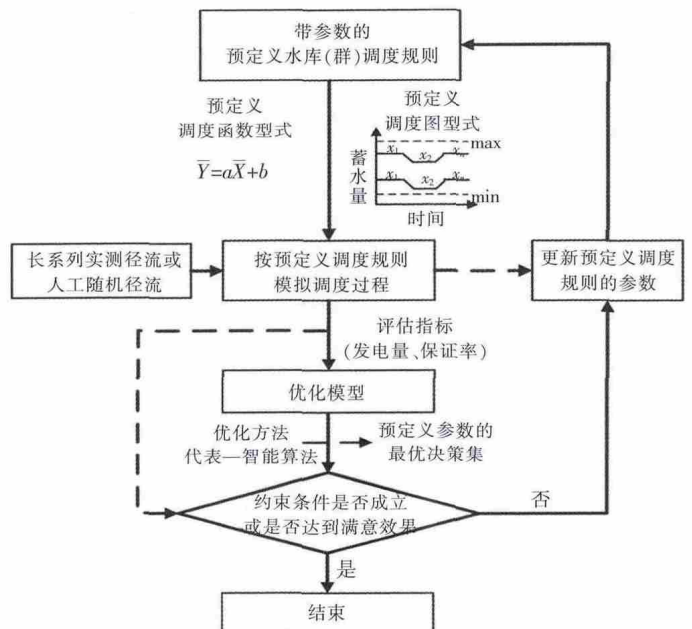 带参数的
预定义水库(群)调度规则
预定义
调度函数型式
Y̅=aX̅+b
预定义
调度图型式
max
x₁ x₂ xₙ
蓄水量
x₁ x₂ xₙ
min
时间
长系列实测径流或
人工随机径流
按预定义调度规则
模拟调度过程
更新预定义调度
规则的参数
评估指标
(发电量、保证率)
优化模型
优化方法
代表—智能算法
预定义参数的
最优决策集
约束条件是否成立
或是否达到满意效果
否
是
结束